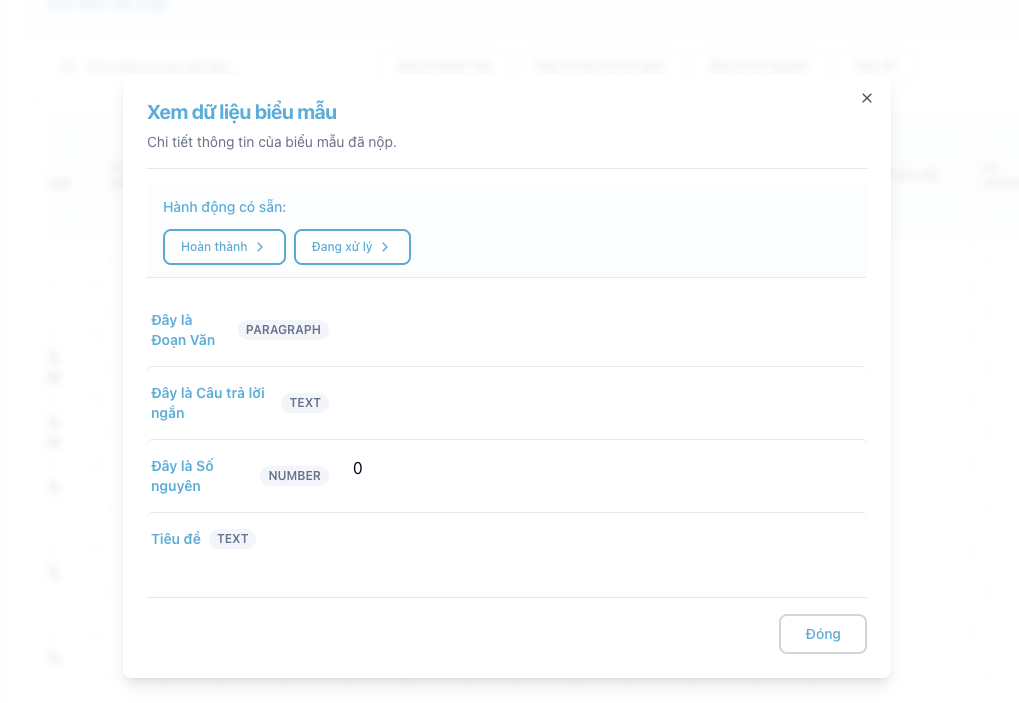 Xem dữ liệu biểu mẫu
Chi tiết thông tin của biểu mẫu đã nộp.
Hành động có sẵn:
Hoàn thành
Đang xử lý
Đây là
Đoạn Văn
PARAGRAPH
Đây là Câu trả lời
ngắn
TEXT
Đây là Số
nguyên
NUMBER
0
Tiêu đề
TEXT
Đóng